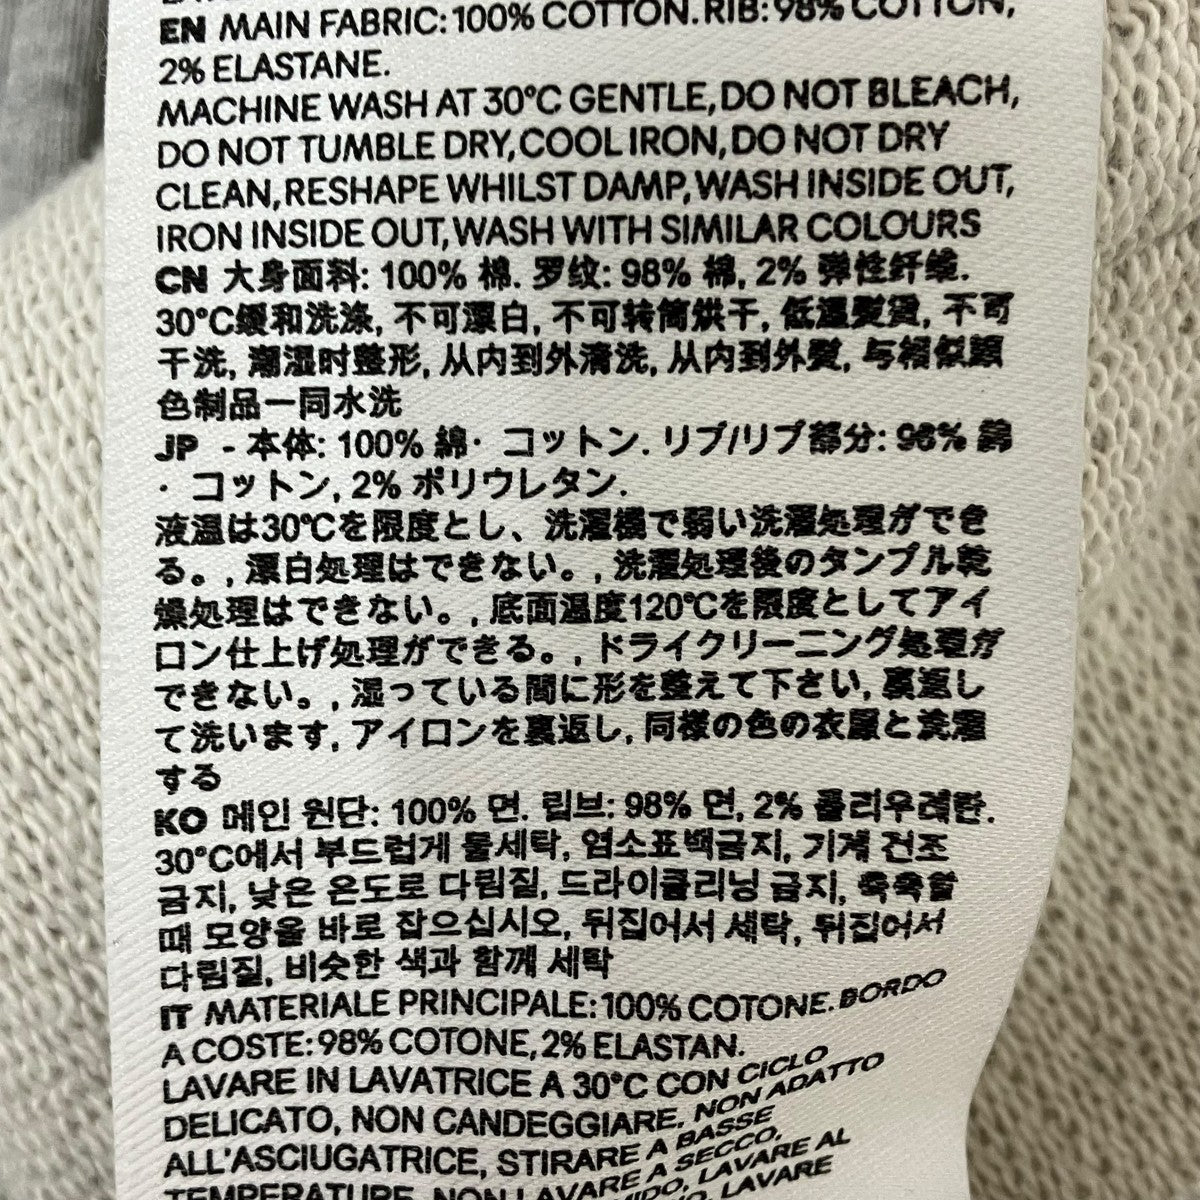 EN MAIN FABRIC: 100% COTTON. RIB: 98% COTTON,
2% ELASTANE.
MACHINE WASH AT 30°C GENTLE, DO NOT BLEACH,
DO NOT TUMBLE DRY, COOL IRON, DO NOT DRY
CLEAN, RESHAPE WHILST DAMP, WASH INSIDE OUT,
IRON INSIDE OUT, WASH WITH SIMILAR COLOURS
CN 大身面料: 100% 棉. 罗纹: 98% 棉, 2% 弹性纤维.
30°C缓和洗涤, 不可漂白, 不可转筒烘干, 低温熨烫, 不可
干洗, 潮湿时整形, 从内到外清洗, 从内到外熨, 与相似類
色制品一同水洗
JP - 本体: 100% 綿・ コットン. リブ/リブ部分: 98% 綿
・ コットン, 2% ポリウレタン.
液温は30℃を限度とし、洗濯機で弱い洗濯処理ができ
る。, 漂白処理はできない。, 洗濯処理後のタンブル乾
燥処理はできない。, 底面温度120℃を限度としてアイ
ロン仕上げ処理ができる。, ドライクリーニング処理が
できない。, 湿っている間に形を整えて下さい, 裏返し
て洗います, アイロンを裏返し, 同様の色の衣服と洗濯
する
KO 메인 원단: 100% 면. 립브: 98% 면, 2% 폴리우레탄.
30°C에서 부드럽게 물세탁, 염소표백금지, 기계 건조
금지, 낮은 온도로 다림질, 드라이클리닝 금지, 축축할
때 모양을 바로 잡으십시오, 뒤집어서 세탁, 뒤집어서
다림질, 비슷한 색과 함께 세탁
IT MATERIALE PRINCIPALE: 100% COTONE. BORDO
A COSTE: 98% COTONE, 2% ELASTAN.
LAVARE IN LAVATRICE A 30°C CON CICLO
DELICATO, NON CANDEGGIARE, NON ADATTO
ALL'ASCIUGATRICE, STIRARE A BASSE
TEMPERATURE, NON LAVARE A SECCO,
LAVARE AL
LAVARE